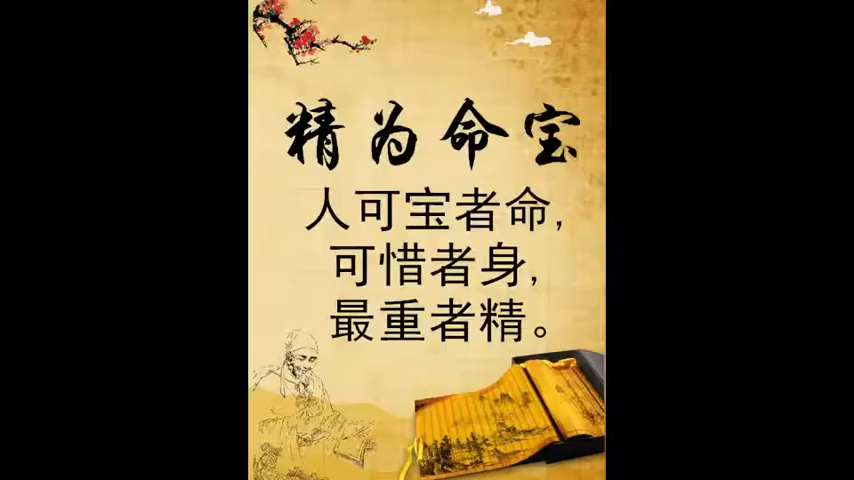 精为命宝
人可宝者命,
可惜者身,
最重者精。